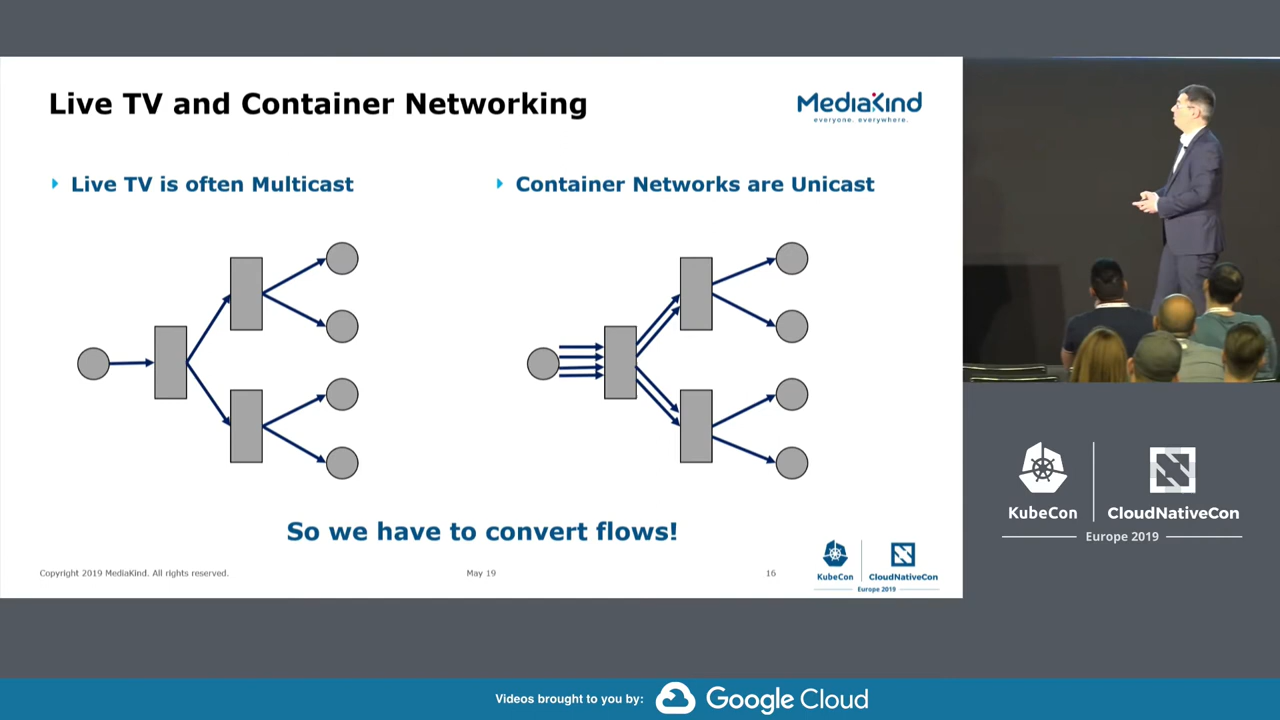 Live TV and Container Networking
MediaKind
everyone. everywhere.
Live TV is often Multicast
Container Networks are Unicast
So we have to convert flows!
Copyright 2019 MediaKind. All rights reserved.
May 19
16
KubeCon
CloudNativeCon
Europe 2019
KubeCon
CloudNativeCon
Europe 2019
Videos brought to you by:
Google Cloud